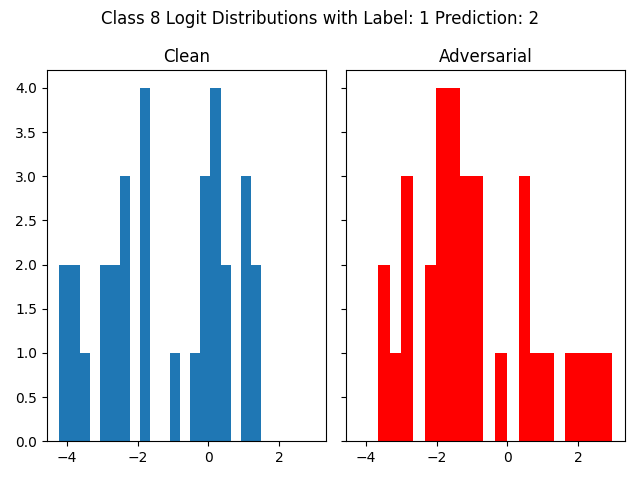 Class 8 Logit Distributions with Label: 1 Prediction: 2
Clean
Adversarial
4.0
3.5
3.0
2.5
2.0
1.5
1.0
0.5
0.0
−4 −2 0 2
−4 −2 0 2